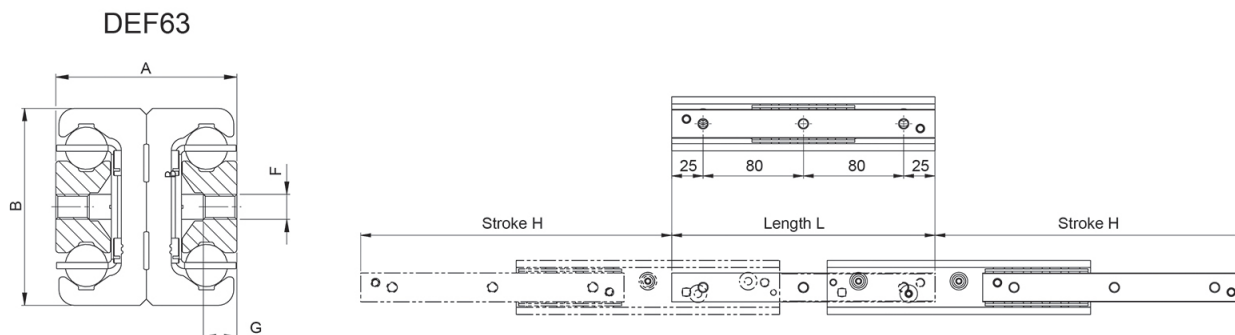 DEF63
A
B
F
G
25 80 80 25
Stroke H Length L Stroke H